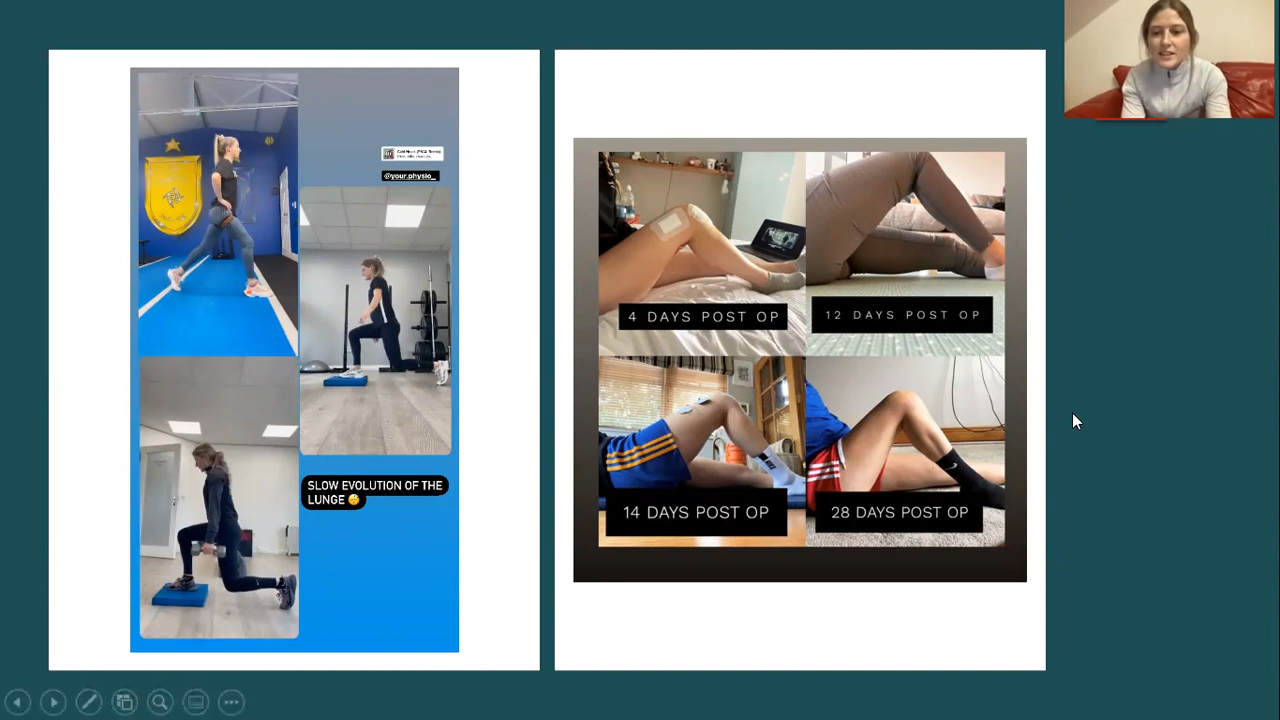 @your.physio_
SLOW EVOLUTION OF THE
LUNGE 😴
4 DAYS POST OP
12 DAYS POST OP
14 DAYS POST OP
28 DAYS POST OP